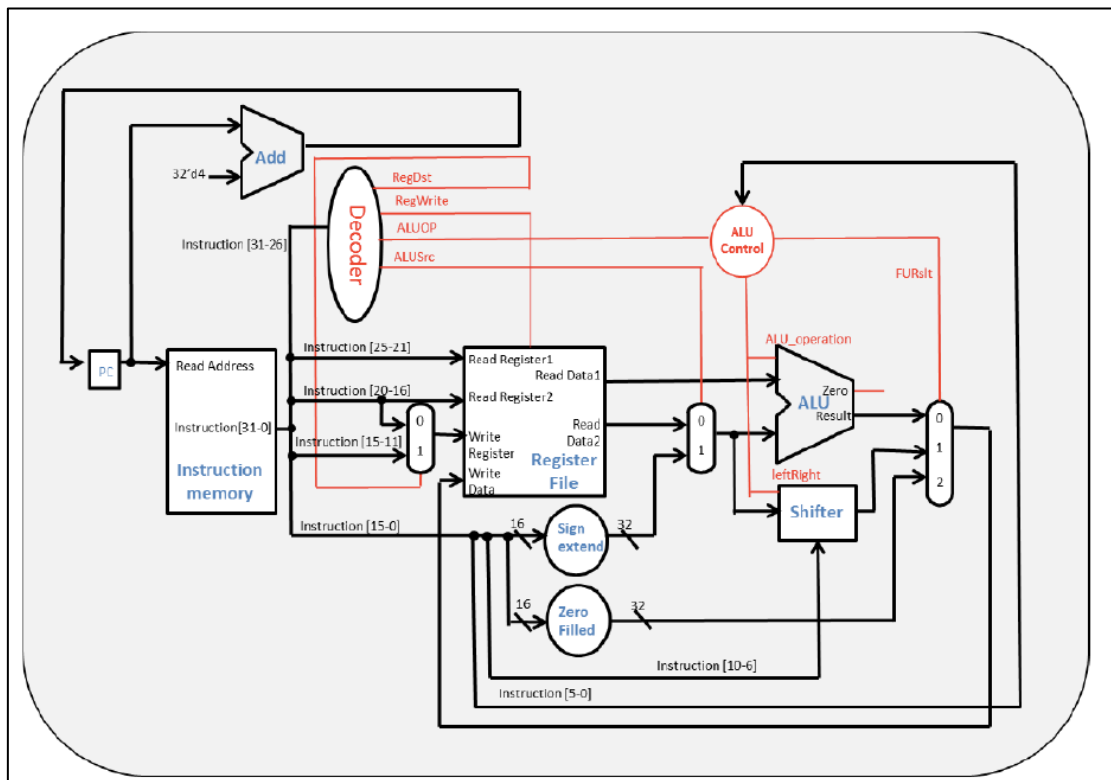 Add
32'd4
RegDst
RegWrite
ALUOP
ALUSrc
Decoder
Instruction [31-26]
ALU
Control
FURslt
PC
Read Address
Instruction[31-0]
Instruction
memory
Instruction [25-21]
Instruction [20-16]
Instruction [15-11]
Instruction [15-0]
0
1
Read Register1
Read Data1
Read Register2
Read
Data2
Write
Register
Write
Data
Register
File
0
1
ALU_operation
Zero
ALU
Result
leftRight
Shifter
0
1
2
16
Sign
extend
32
16
Zero
Filled
32
Instruction [10-6]
Instruction [5-0]